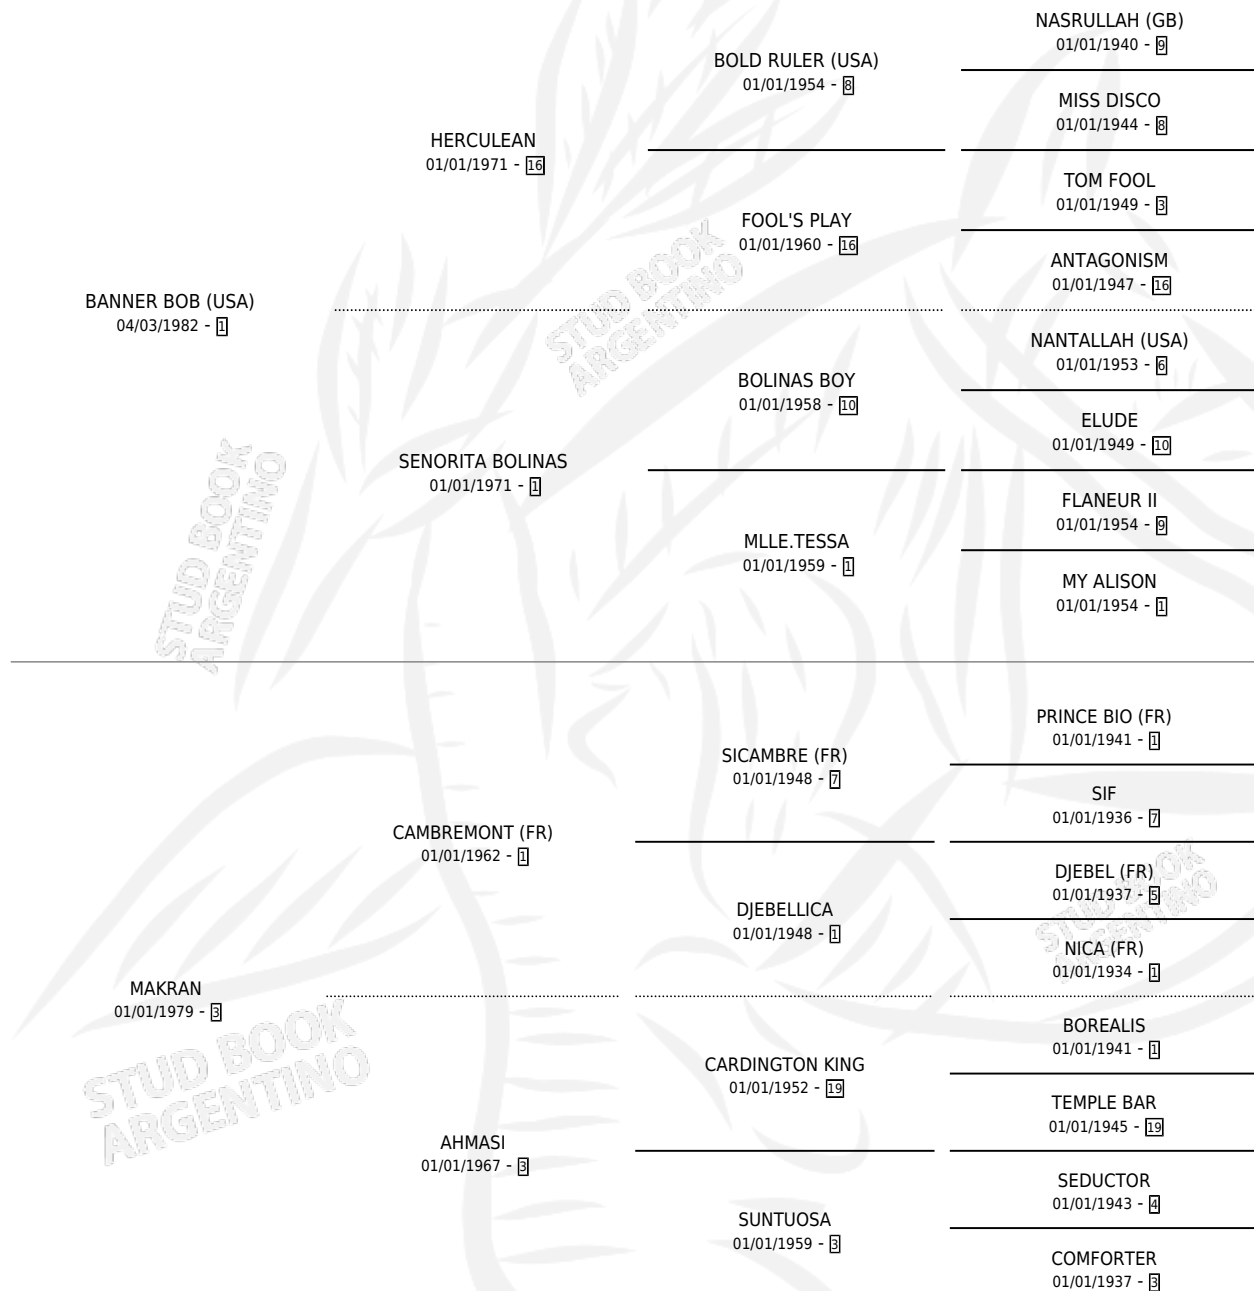 NASRULLAH (GB)
01/01/1940 - 9
BOLD RULER (USA)
01/01/1954 - 8
MISS DISCO
01/01/1944 - 8
HERCULEAN
01/01/1971 - 16
TOM FOOL
01/01/1949 - 3
FOOL'S PLAY
01/01/1960 - 16
ANTAGONISM
01/01/1947 - 16
BANNER BOB (USA)
04/03/1982 - 1
NANTALLAH (USA)
01/01/1953 - 6
BOLINAS BOY
01/01/1958 - 10
ELUDE
01/01/1949 - 10
SENORITA BOLINAS
01/01/1971 - 1
FLANEUR II
01/01/1954 - 9
MLLE.TESSA
01/01/1959 - 1
MY ALISON
01/01/1954 - 1
PRINCE BIO (FR)
01/01/1941 - 1
SICAMBRE (FR)
01/01/1948 - 7
SIF
01/01/1936 - 7
CAMBREMONT (FR)
01/01/1962 - 1
DJEBEL (FR)
01/01/1937 - 5
DJEBELLICA
01/01/1948 - 1
NICA (FR)
01/01/1934 - 1
MAKRAN
01/01/1979 - 3
BOREALIS
01/01/1941 - 1
CARDINGTON KING
01/01/1952 - 19
TEMPLE BAR
01/01/1945 - 19
AHMASI
01/01/1967 - 3
SEDUCTOR
01/01/1943 - 4
SUNTUOSA
01/01/1959 - 3
COMFORTER
01/01/1937 - 3
STUD BOOK
ARGENTINO
STUD BOOK
ARGENTINO
STUD BOOK
ARGENTINO
STUD BOOK
ARGENTINO